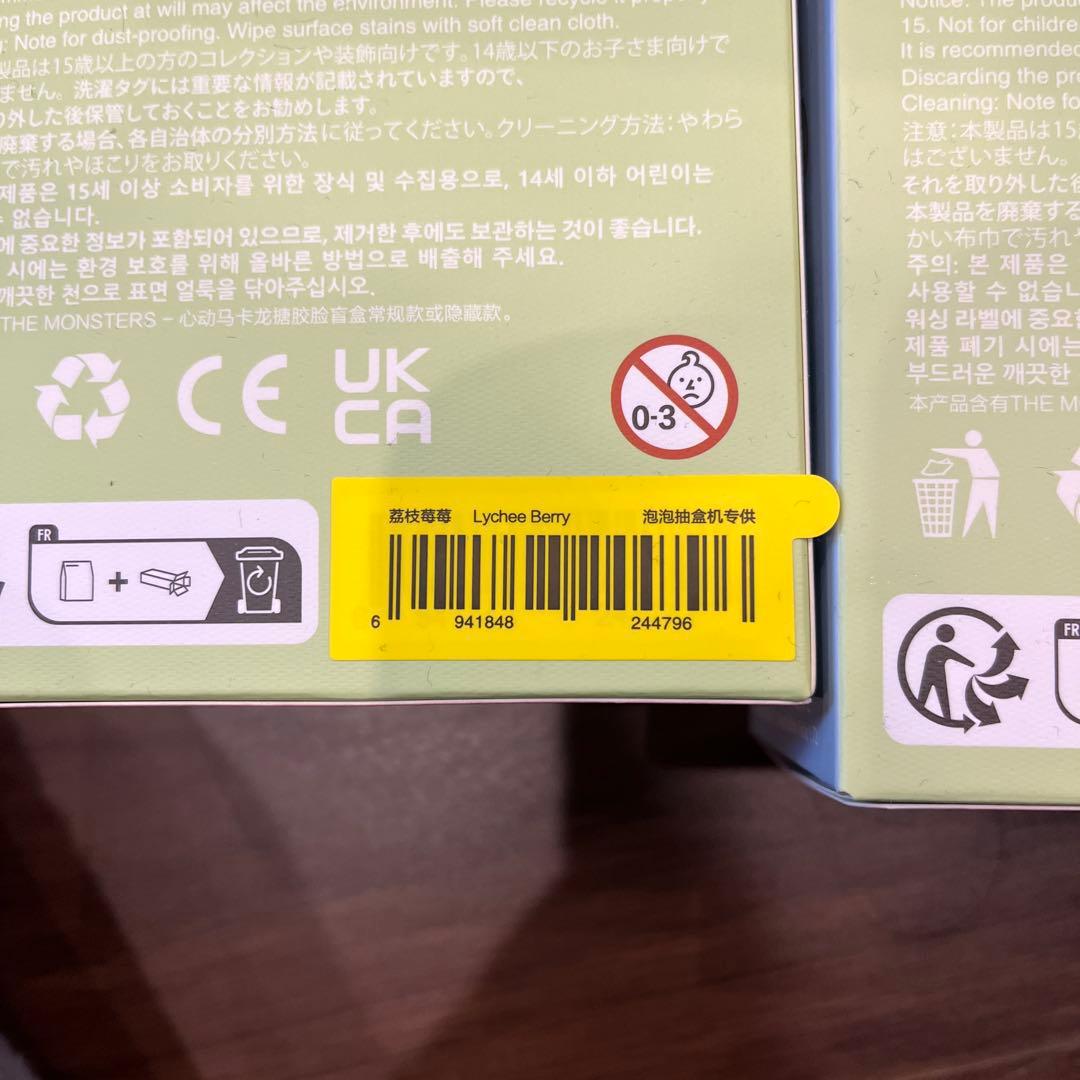 ing the product at will may affect the environment. Please recycle it properly
: Note for dust-proofing. Wipe surface stains with soft clean cloth.
製品は15歳以上の方のコレクションや装飾向けです。14歳以下のお子さま向けで
ません。洗濯タグには重要な情報が記載されていますので、
り外した後保管しておくことをお勧めします。
廃棄する場合、各自治体の分別方法に従ってください。クリーニング方法：やわら
で汚れやほこりをお取りください。
제품은 15세 이상 소비자를 위한 장식 및 수집용으로, 14세 이하 어린이는
없습니다.
에 중요한 정보가 포함되어 있으므로, 제거한 후에도 보관하는 것이 좋습니다.
시에는 환경 보호를 위해 올바른 방법으로 배출해 주세요.
깨끗한 천으로 표면 얼룩을 닦아주십시오.
THE MONSTERS – 心动马卡龙搪胶脸盲盒常规款或隐藏款。
CE
UK
CA
0-3
FR
荔枝莓莓 Lychee Berry 泡泡抽盒机专供
6 941848 244796
Notice: The produ
15. Not for childre
It is recommended
Discarding the pro
Cleaning: Note fo
注意：本製品は15
はございません。
それを取り外した後
本製品を廃棄する
かい布巾で汚れや
주의: 본 제품은
사용할 수 없습니
워싱 라벨에 중요한
제품 폐기 시에는
부드러운 깨끗한
本产品含有THE M
FR